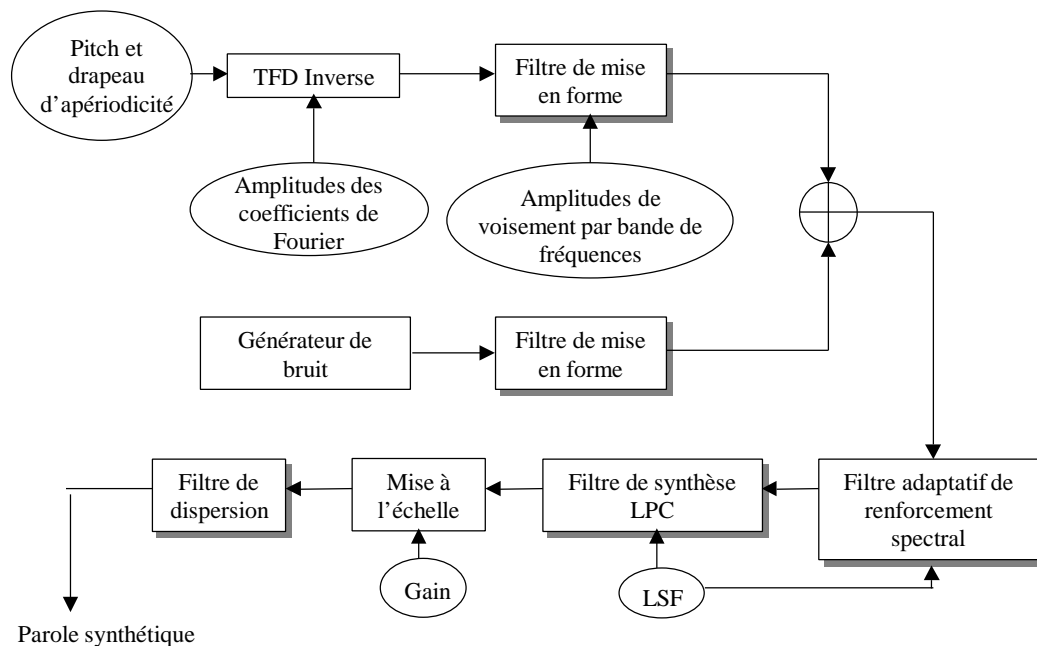 Pitch et
drapeau
d’apériodicité
TFD Inverse
Filtre de mise
en forme
Amplitudes des
coefficients de
Fourier
Amplitudes de
voisement par bande de
fréquences
Générateur de
bruit
Filtre de mise
en forme
Filtre de
dispersion
Mise à
l’échelle
Filtre de synthèse
LPC
Filtre adaptatif de
renforcement
spectral
Gain
LSF
Parole synthétique